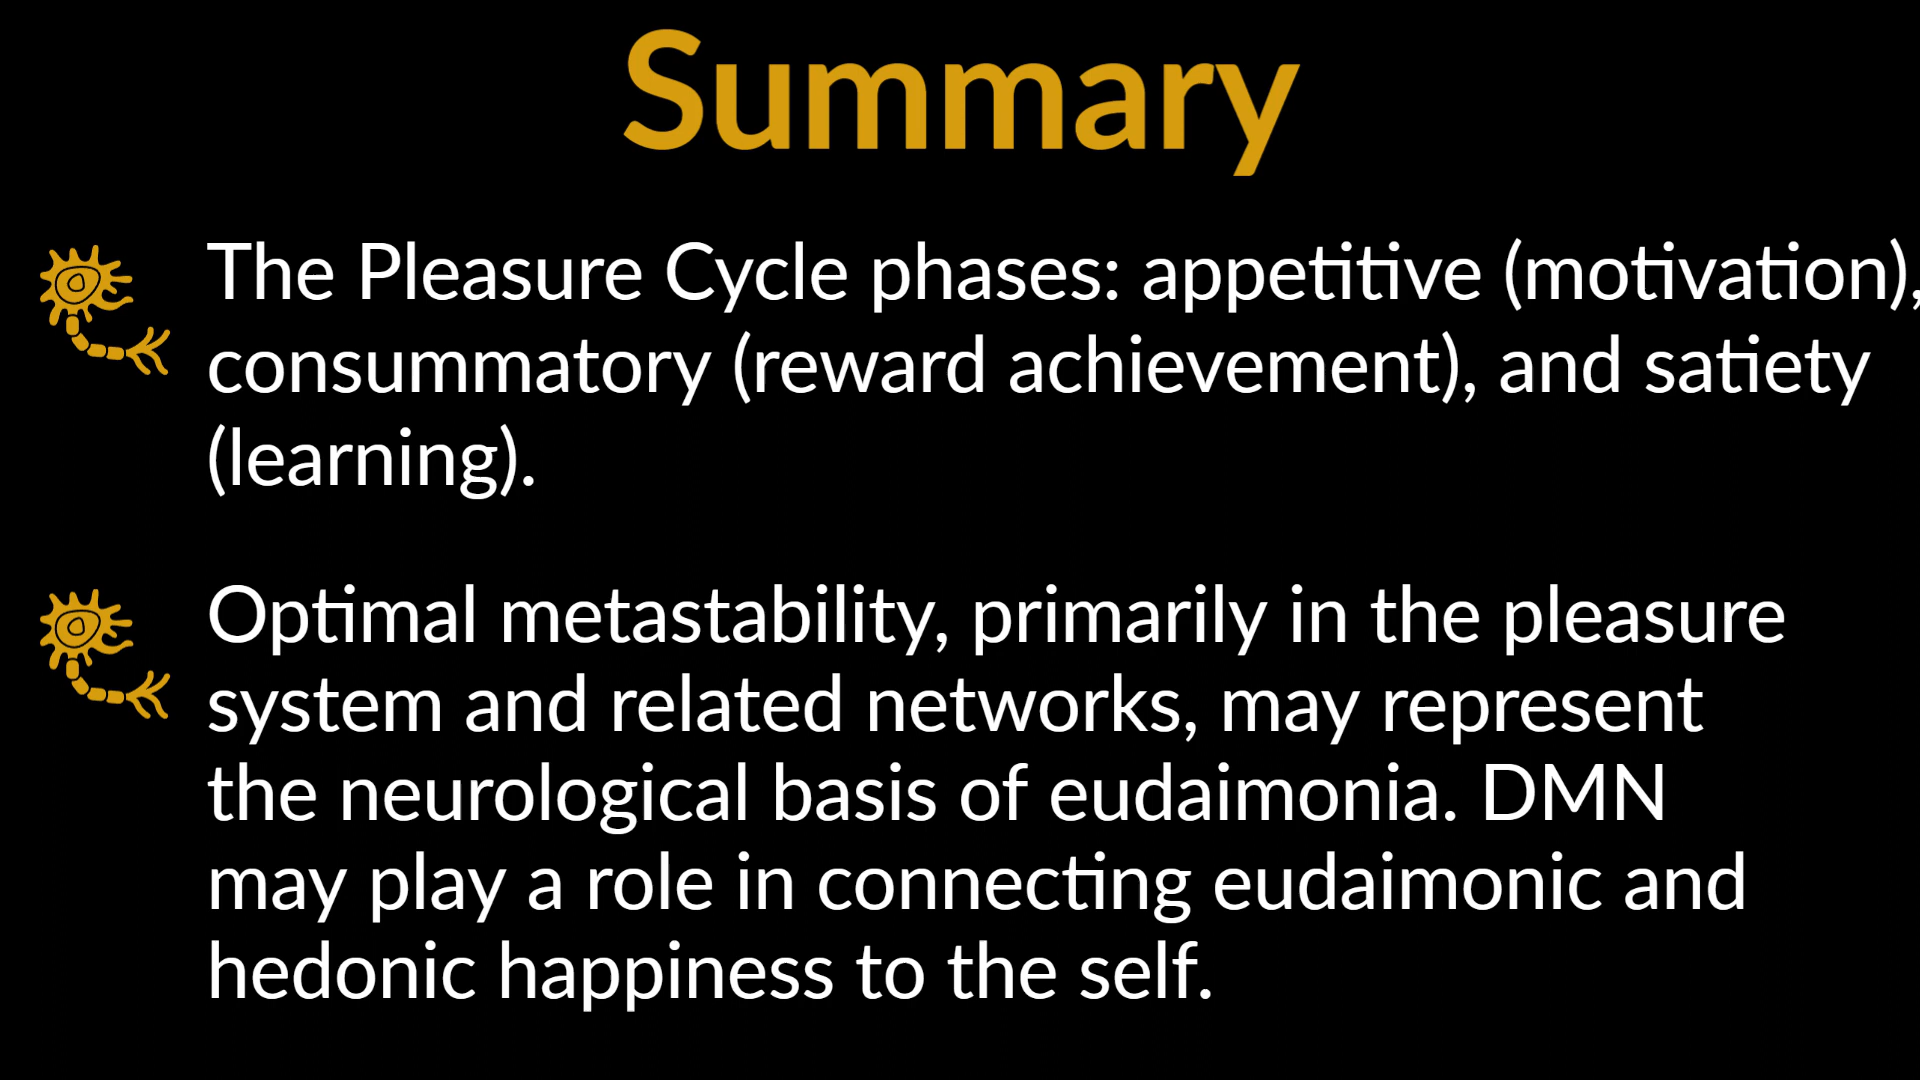 Summary
The Pleasure Cycle phases: appetitive (motivation),
consummatory (reward achievement), and satiety
(learning).
Optimal metastability, primarily in the pleasure
system and related networks, may represent
the neurological basis of eudaimonia. DMN
may play a role in connecting eudaimonic and
hedonic happiness to the self.